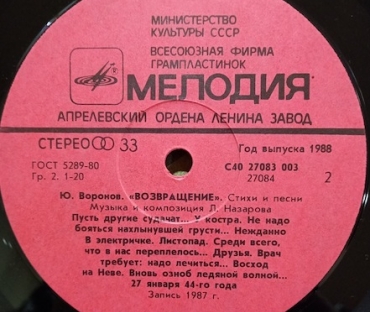 МИНИСТЕРСТВО
КУЛЬТУРЫ СССР
ВСЕСОЮЗНАЯ ФИРМА
ГРАМПЛАСТИНОК
МЕЛОДИЯ
АПРЕЛЕВСКИЙ ОРДЕНА ЛЕНИНА ЗАВОД
СТЕРЕО 33
Год выпуска 1988
ГОСТ 5289-80
С40 27083 003
Гр. 2. 1-20
27084
2
Ю. Воронов. «ВОЗВРАЩЕНИЕ». Стихи и песни
Музыка и композиция Л. Назарова
Пусть другие судачат... У костра. Не надо
бояться нахлынувшей грусти... Нежданно
В электричке. Листопад. Среди всего,
что в нас переплелось... Друзья. Врач
требует: надо лечиться... Восход
на Неве. Вновь озноб ледяной волной...
27 января 44-го года
Запись 1987 г.